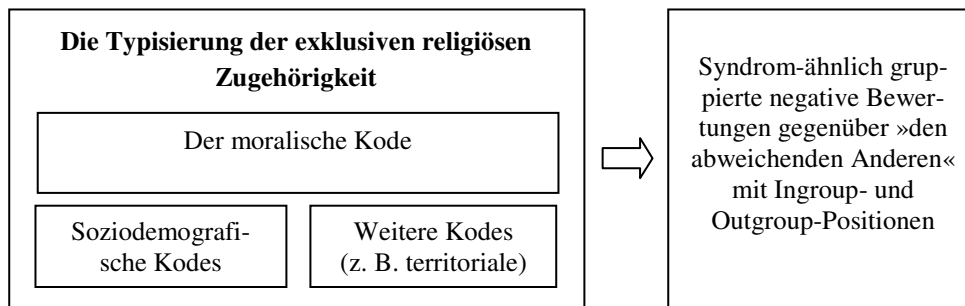 Die Typisierung der exklusiven religiösen
Zugehörigkeit
Der moralische Kode
Soziodemografi-
sche Kodes
Weitere Kodes
(z. B. territoriale)
Syndrom-ähnlich grup-
pierte negative Bewer-
tungen gegenüber »den
abweichenden Anderen«
mit Ingroup- und
Outgroup-Positionen